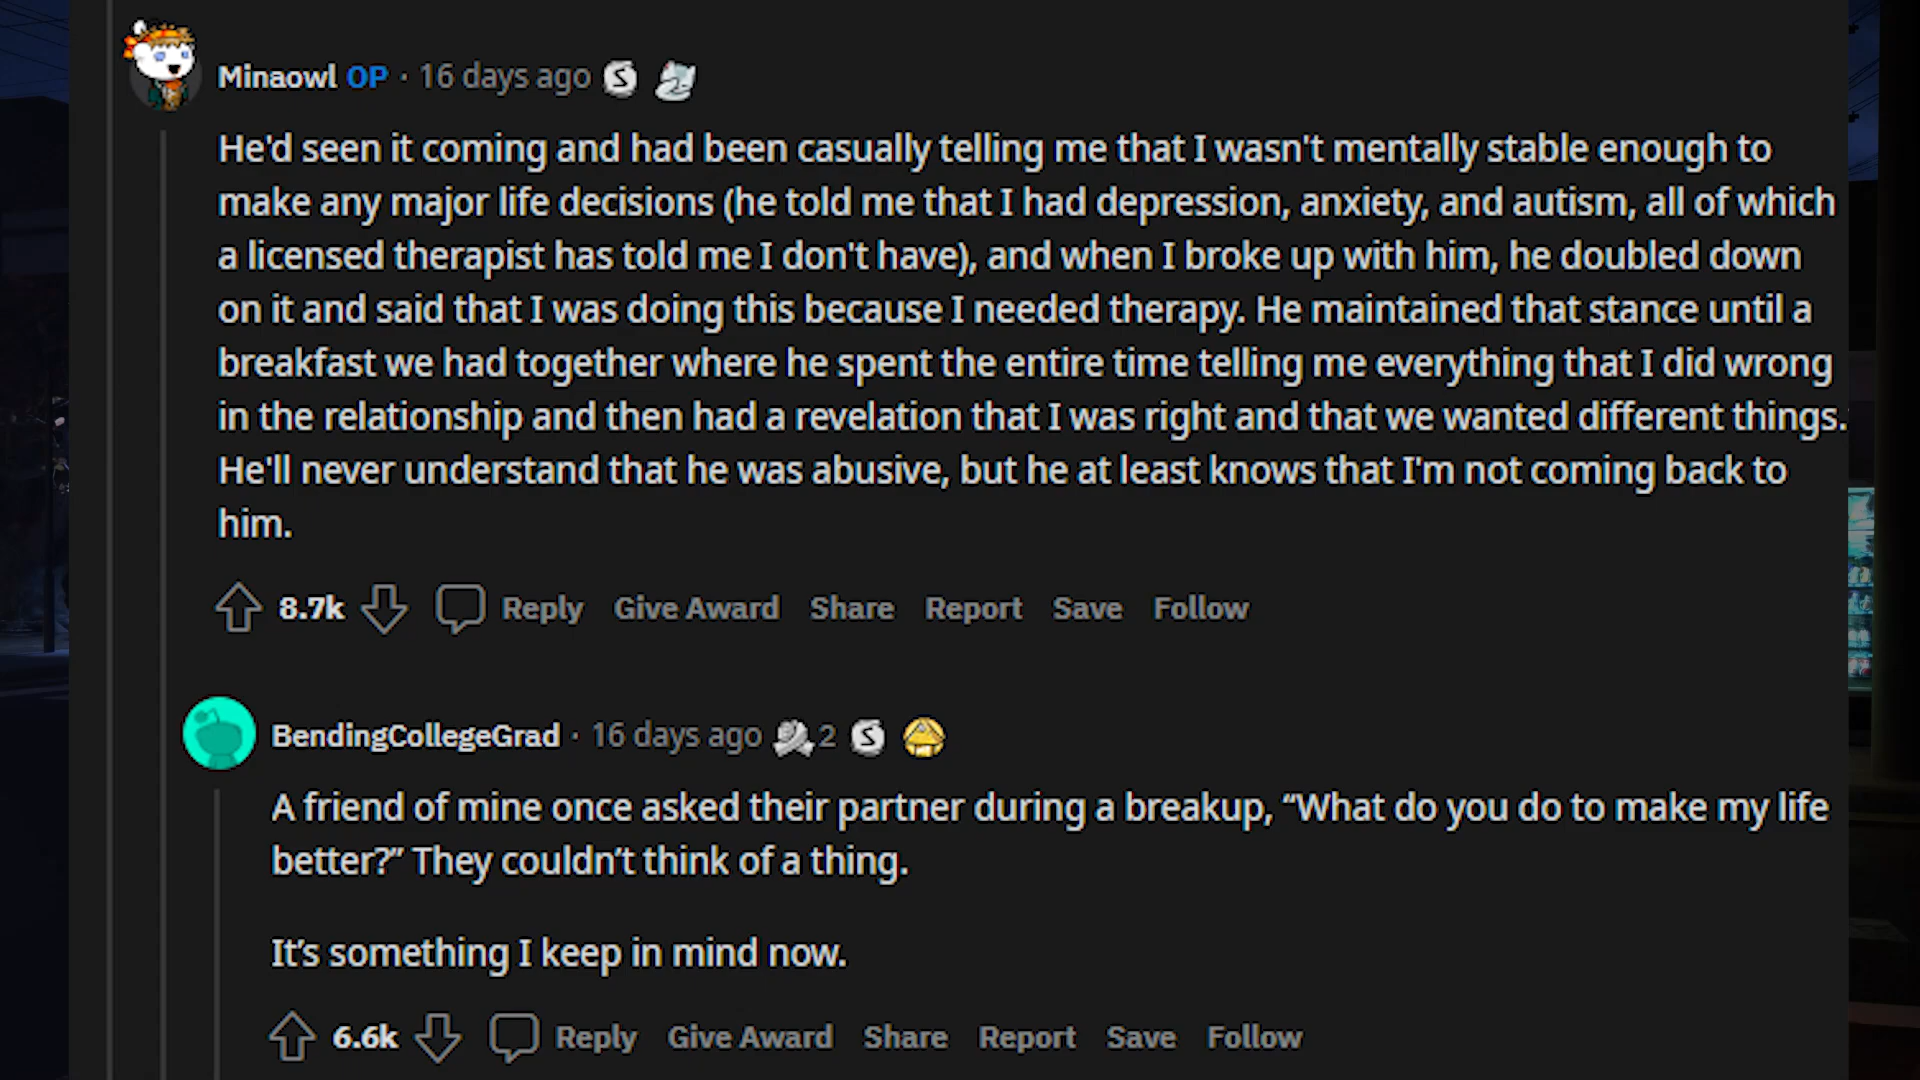 Minaowl OP · 16 days ago
He'd seen it coming and had been casually telling me that I wasn't mentally stable enough to
make any major life decisions (he told me that I had depression, anxiety, and autism, all of which
a licensed therapist has told me I don't have), and when I broke up with him, he doubled down
on it and said that I was doing this because I needed therapy. He maintained that stance until a
breakfast we had together where he spent the entire time telling me everything that I did wrong
in the relationship and then had a revelation that I was right and that we wanted different things.
He'll never understand that he was abusive, but he at least knows that I'm not coming back to
him.
8.7k Reply Give Award Share Report Save Follow
BendingCollegeGrad · 16 days ago 2
A friend of mine once asked their partner during a breakup, “What do you do to make my life
better?” They couldn’t think of a thing.
It’s something I keep in mind now.
6.6k Reply Give Award Share Report Save Follow